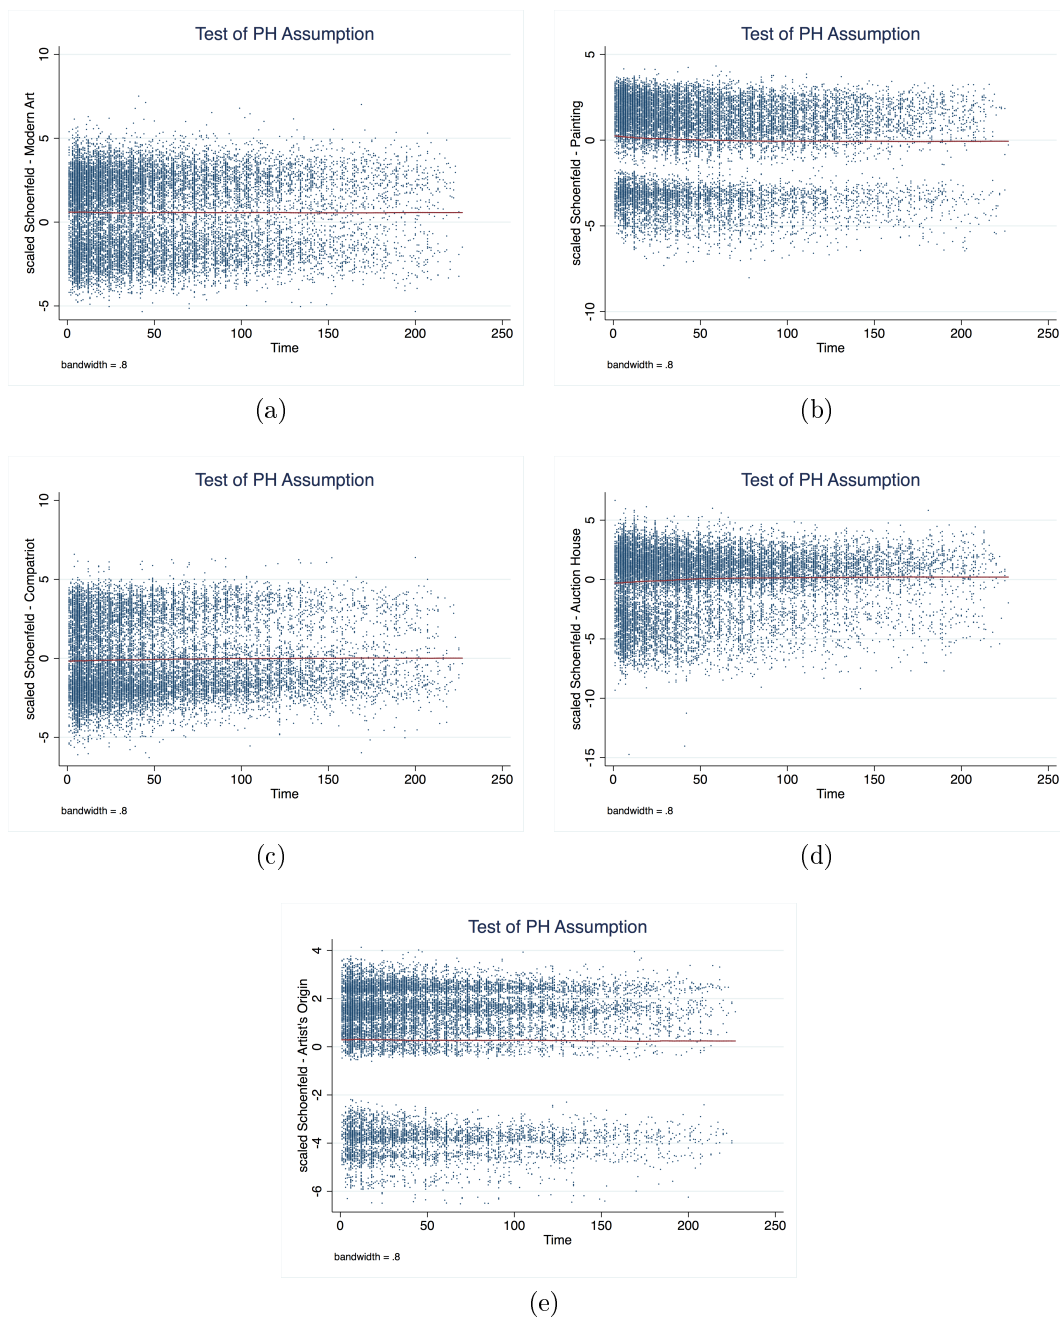 Test of PH Assumption
scaled Schoenfeld - Modern Art
10
5
0
-5
0 50 100 150 200 250
Time
bandwidth = .8
(a)
Test of PH Assumption
scaled Schoenfeld - Painting
5
0
-5
-10
0 50 100 150 200 250
Time
bandwidth = .8
(b)
Test of PH Assumption
scaled Schoenfeld - Compatriot
10
5
0
-5
0 50 100 150 200 250
Time
bandwidth = .8
(c)
Test of PH Assumption
scaled Schoenfeld - Auction House
5
0
-5
-10
-15
0 50 100 150 200 250
Time
bandwidth = .8
(d)
Test of PH Assumption
scaled Schoenfeld - Artist's Origin
4
2
0
-2
-4
-6
0 50 100 150 200 250
Time
bandwidth = .8
(e)